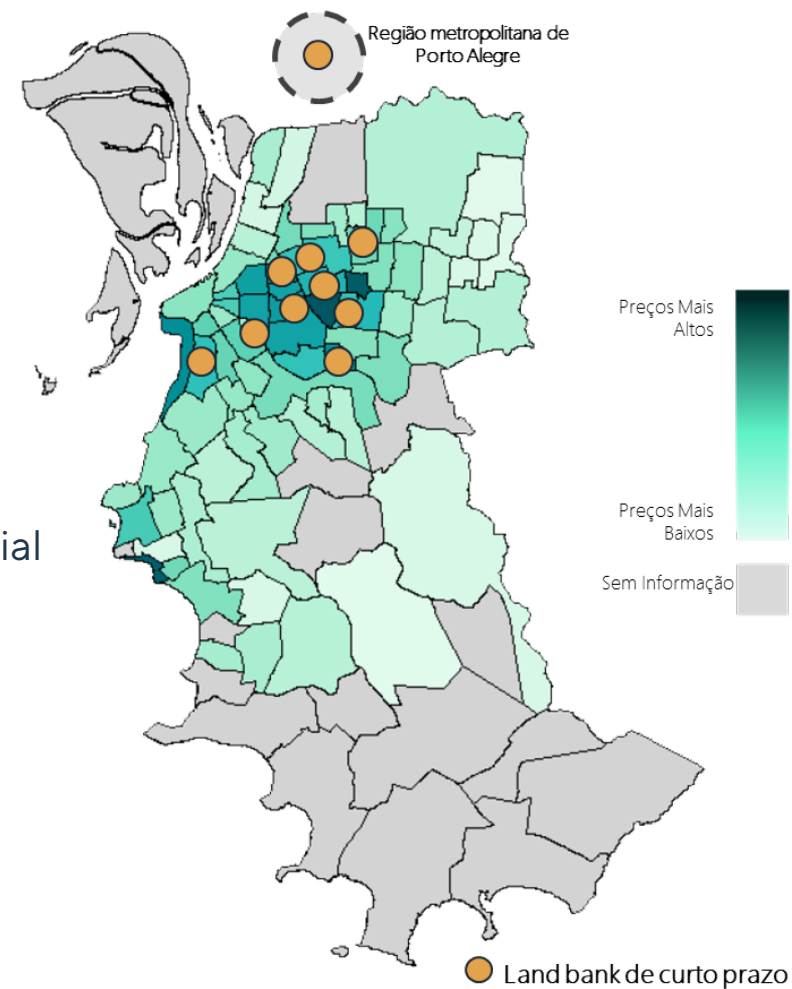 Região metropolitana de
Porto Alegre
Preços Mais
Altos
ial
Preços Mais
Baixos
Sem Informação
Land bank de curto prazo